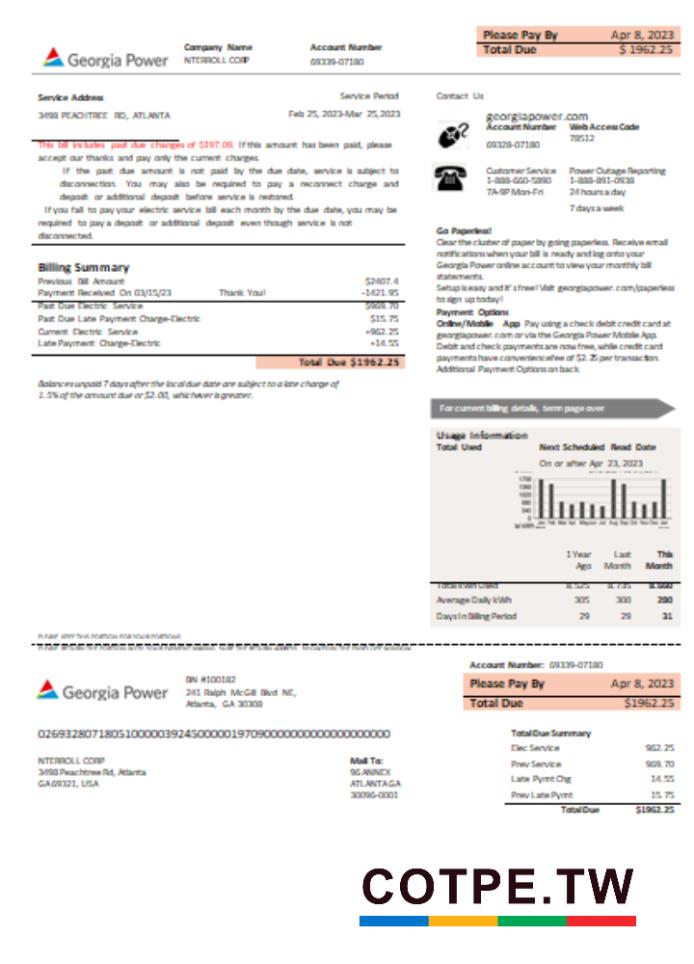 Please Pay By Apr 8, 2023
Total Due $ 1962.25
Georgia Power
Company Name
NTERROLL CORP
Account Number
69339-07180
Service Address
3498 PEACHTREE RD, ATLANTA
Service Period
Feb 25, 2023-Mar 25,2023
This bill includes past due changes of $197.09. If this amount has been paid, please
accept our thanks and pay only the current charges.
If the past due amount is not paid by the due date, service is subject to
disconnection. You may also be required to pay a reconnect charge and
deposit or additional deposit before service is restored.
If you fail to pay your electric service bill each month by the due date, you may be
required to pay a deposit or additional deposit even though service is not
disconnected.
Billing Summary
Previous Bill Amount $2407.4
Payment Received On 03/15/23 Thank You! -1421.95
Past Due Electric Service $969.70
Past Due Late Payment Charge-Electric $15.75
Current Electric Service +962.25
Late Payment Charge-Electric +14.55
Total Due $1962.25
Balances unpaid 7 days after the local due date are subject to a late charge of
1.5% of the amount due or $2.00, whichever is greater.
Contact Us
georgiapower.com
Account Number Web Access Code
78512
69328-07180
Customer Service Power Outage Reporting
1-888-660-5890 1-888-891-0938
7A-9P Mon-Fri 24 hours a day
7 days a week
Go Paperless!
Clear the cluster of paper by going paperless. Receive email
notifications when your bill is ready and log onto your
Georgia Power online account to view your monthly bill
statements.
Setup is easy and it's free! Visit georgiapower. com/paperless
to sign up today!
Payment Options
Online/Mobile App Pay using a check debit credit card at
georgiapower. com or via the Georgia Power Mobile App.
Debit and check payments are now free, while credit card
payments have convenience fee of $2. 25 per transaction.
Additional Payment Options on back
For current billing details, term page over
Usage Information
Total Used Next Scheduled Read Date
On or after Apr 23, 2023
1 Year Last This
Ago Month Month
Total kWh Used
Average Daily kWh 305 300 280
Days In Billing Period 29 29 31
Account Number: 69339-07180
Georgia Power
BIN #100182
241 Ralph McGill Blvd NE,
Atlanta, GA 30308
Please Pay By Apr 8, 2023
Total Due $1962.25
NTERROLL CORP
3498 Peachtree Rd, Atlanta
GA69321, USA
Mail To:
96 ANNEX
ATLANTA GA
30096-0001
Total Due Summary
Elec Service 962.25
Prev Service 969.70
Late Pymt Chg 14.55
Prev Late Pymt 15.75
Total Due $1962.25
COTPE.TW